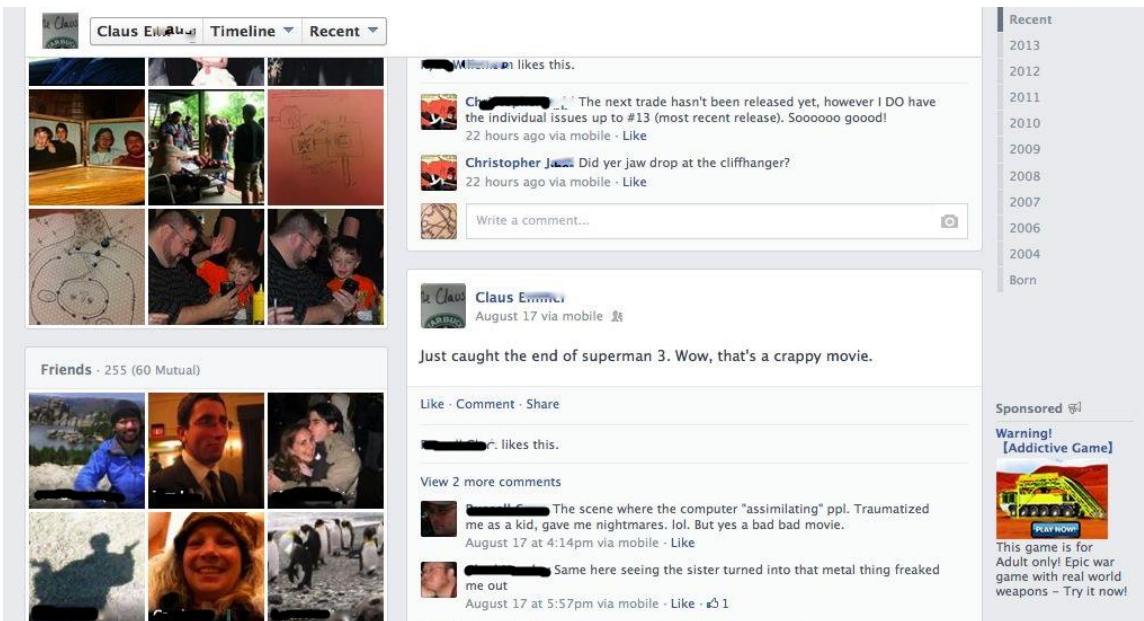 Claus
Timeline
Recent
likes this.
The next trade hasn't been released yet, however I DO have
the individual issues up to #13 (most recent release). Soooooo goood!
22 hours ago via mobile · Like
Christopher
Did yer jaw drop at the cliffhanger?
22 hours ago via mobile · Like
Write a comment...
Friends · 255 (60 Mutual)
Claus
August 17 via mobile
Just caught the end of superman 3. Wow, that's a crappy movie.
Like · Comment · Share
likes this.
View 2 more comments
The scene where the computer "assimilating" ppl. Traumatized
me as a kid, gave me nightmares. lol. But yes a bad bad movie.
August 17 at 4:14pm via mobile · Like
Same here seeing the sister turned into that metal thing freaked
me out
August 17 at 5:57pm via mobile · Like · 1
Recent
2013
2012
2011
2010
2009
2008
2007
2006
2004
Born
Sponsored
Warning!
【Addictive Game】
PLAY NOW!
This game is for
Adult only! Epic war
game with real world
weapons – Try it now!